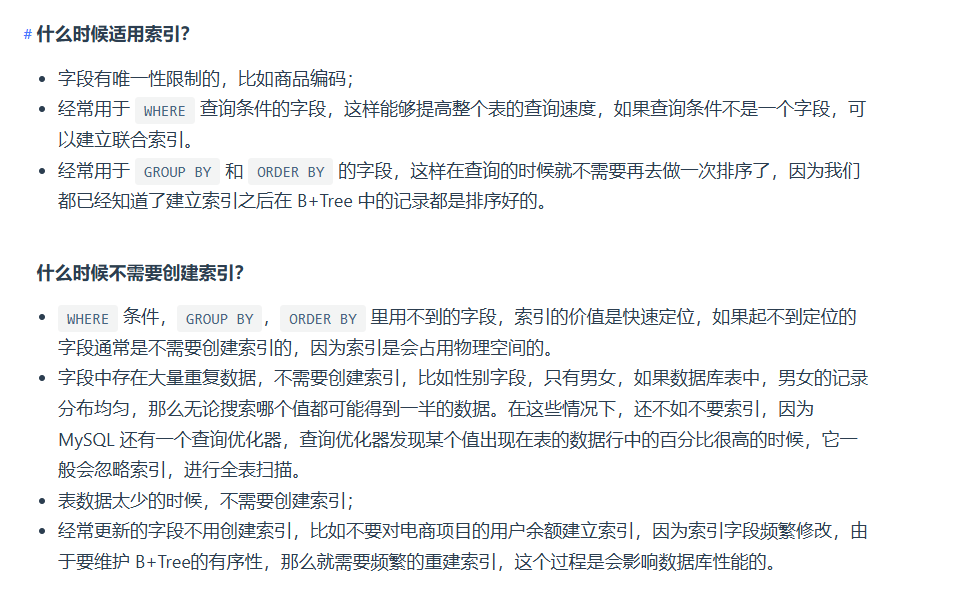 # 什么时候适用索引？
• 字段有唯一性限制的，比如商品编码；
• 经常用于 WHERE 查询条件的字段，这样能够提高整个表的查询速度，如果查询条件不是一个字段，可
以建立联合索引。
• 经常用于 GROUP BY 和 ORDER BY 的字段，这样在查询的时候就不需要再去做一次排序了，因为我们
都已经知道了建立索引之后在 B+Tree 中的记录都是排序好的。
什么时候不需要创建索引？
• WHERE 条件，GROUP BY，ORDER BY 里用不到的字段，索引的价值是快速定位，如果起不到定位的
字段通常是不需要创建索引的，因为索引是会占用物理空间的。
• 字段中存在大量重复数据，不需要创建索引，比如性别字段，只有男女，如果数据库表中，男女的记录
分布均匀，那么无论搜索哪个值都可能得到一半的数据。在这些情况下，还不如不要索引，因为
MySQL 还有一个查询优化器，查询优化器发现某个值出现在表的数据行中的百分比很高的时候，它一
般会忽略索引，进行全表扫描。
• 表数据太少的时候，不需要创建索引；
• 经常更新的字段不用创建索引，比如不要对电商项目的用户余额建立索引，因为索引字段频繁修改，由
于要维护 B+Tree的有序性，那么就需要频繁的重建索引，这个过程是会影响数据库性能的。